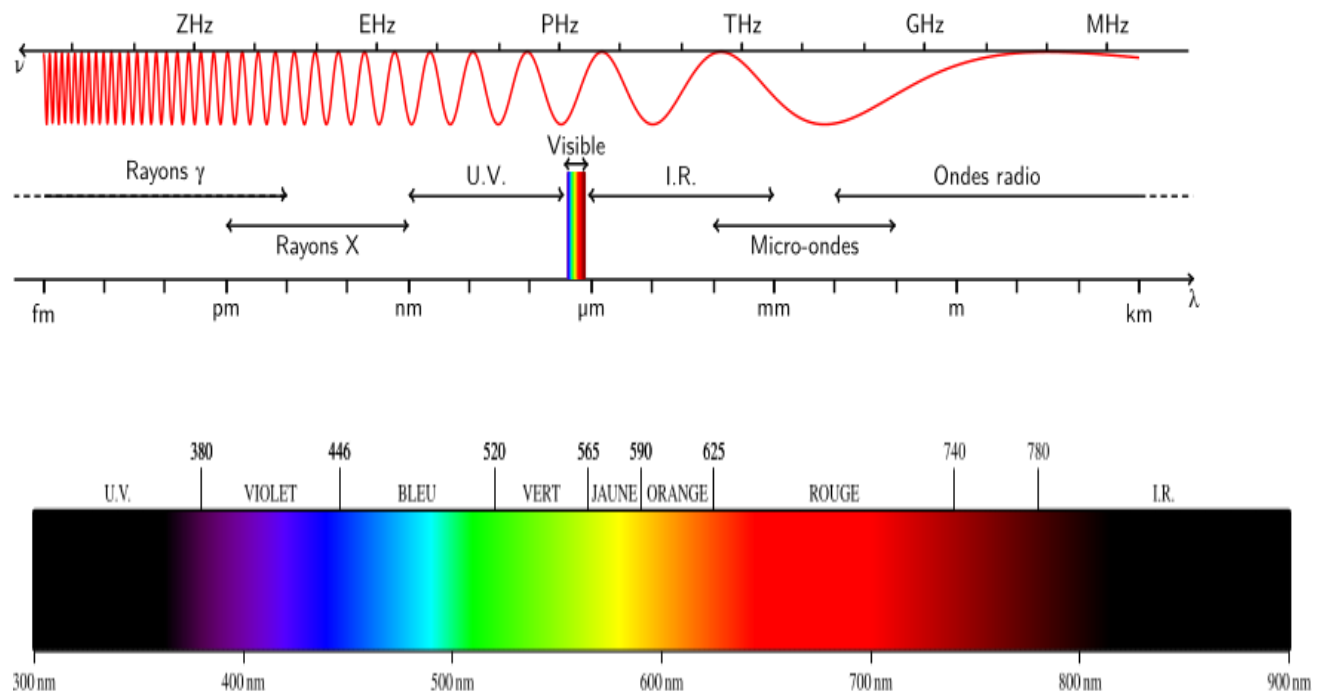 ZHz EHz PHz THz GHz MHz
ν
Visible
Rayons γ U.V. I.R. Ondes radio
Rayons X Micro-ondes
fm pm nm µm mm m km λ
380 446 520 565 590 625 740 780
U.V. VIOLET BLEU VERT JAUNE ORANGE ROUGE I.R.
300 nm 400 nm 500 nm 600 nm 700 nm 800 nm 900 nm